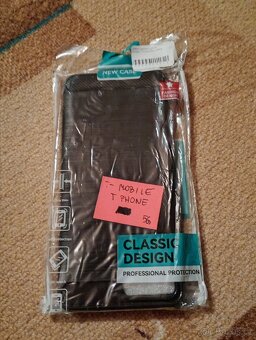 NEW CASE
T-MOBILE
T PHONE
5G
CLASSIC
DESIGN
PROFESSIONAL PROTECTION